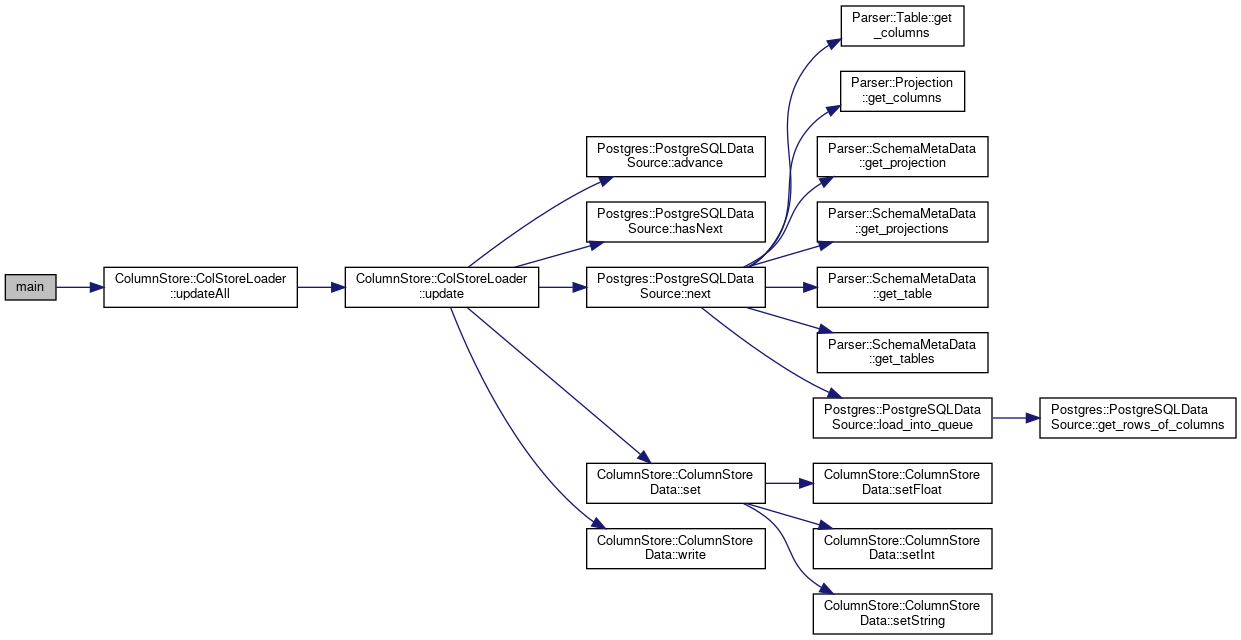 main
ColumnStore::ColStoreLoader
::updateAll
ColumnStore::ColStoreLoader
::update
Postgres::PostgreSQLData
Source::advance
Postgres::PostgreSQLData
Source::hasNext
Postgres::PostgreSQLData
Source::next
Parser::Table::get
_columns
Parser::Projection
::get_columns
Parser::SchemaMetaData
::get_projection
Parser::SchemaMetaData
::get_projections
Parser::SchemaMetaData
::get_table
Parser::SchemaMetaData
::get_tables
Postgres::PostgreSQLData
Source::load_into_queue
Postgres::PostgreSQLData
Source::get_rows_of_columns
ColumnStore::ColumnStore
Data::set
ColumnStore::ColumnStore
Data::setFloat
ColumnStore::ColumnStore
Data::setInt
ColumnStore::ColumnStore
Data::setString
ColumnStore::ColumnStore
Data::write